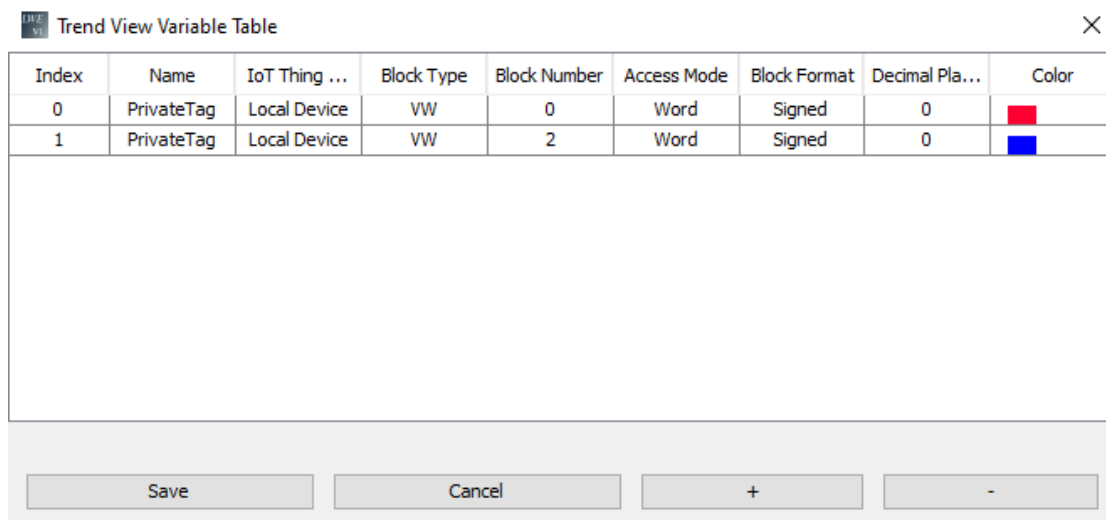 LIVE
VI
Trend View Variable Table
Index Name IoT Thing ... Block Type Block Number Access Mode Block Format Decimal Pla... Color
0 PrivateTag Local Device VW 0 Word Signed 0
1 PrivateTag Local Device VW 2 Word Signed 0
Save Cancel + -